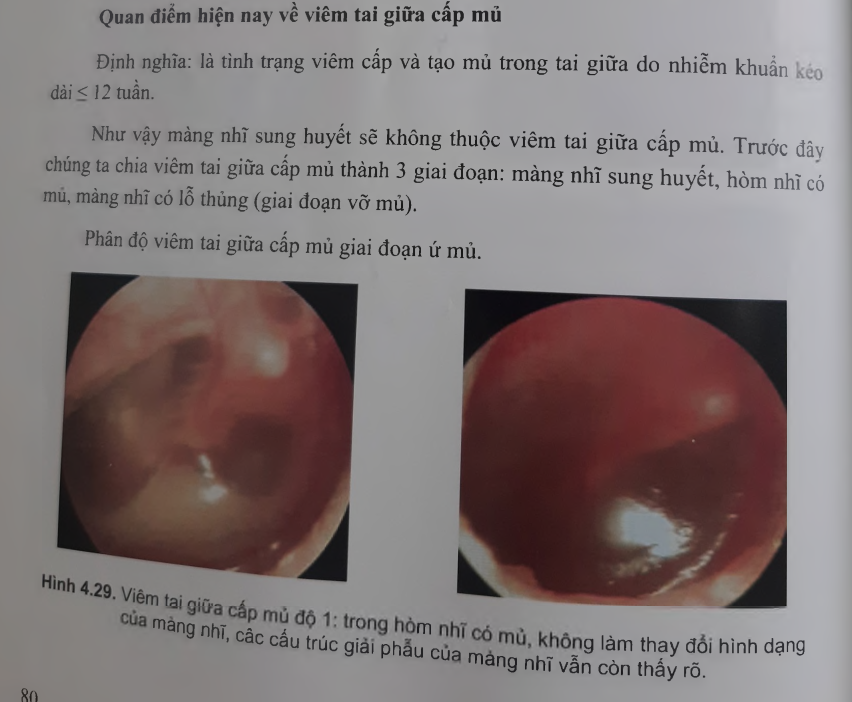 Quan điểm hiện nay về viêm tai giữa cấp mủ
Định nghĩa: là tình trạng viêm cấp và tạo mủ trong tai giữa do nhiễm khuẩn kéo
dài ≤ 12 tuần.
Như vậy màng nhĩ sung huyết sẽ không thuộc viêm tai giữa cấp mủ. Trước đây
chúng ta chia viêm tai giữa cấp mủ thành 3 giai đoạn: màng nhĩ sung huyết, hòm nhĩ có
mủ, màng nhĩ có lỗ thủng (giai đoạn vỡ mủ).
Phân độ viêm tai giữa cấp mủ giai đoạn ứ mủ.
Hình 4.29. Viêm tai giữa cấp mủ độ 1: trong hòm nhĩ có mủ, không làm thay đổi hình dạng
của màng nhĩ, câc cấu trúc giải phẫu của màng nhĩ vẫn còn thấy rõ.
80